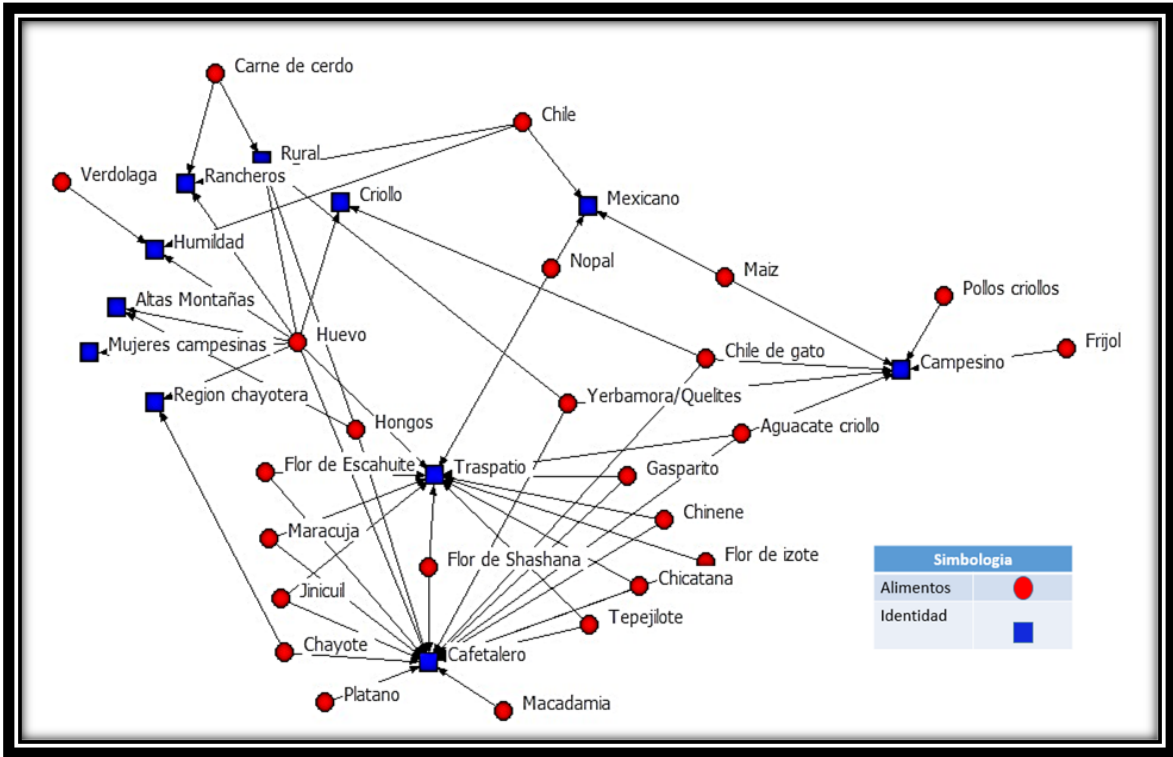 Carne de cerdo
Chile
Rural
Verdolaga
Rancheros
Criollo
Mexicano
Humildad
Nopal
Maiz
Pollos criollos
Altas Montañas
Huevo
Mujeres campesinas
Frijol
Chile de gato
Campesino
Region chayotera
Yerbamora/Quelites
Hongos
Aguacate criollo
Flor de Escahuite
Traspatio
Gasparito
Chinene
Maracuja
Flor de Shashana
Flor de izote
Chicatana
Jinicuil
Tepejilote
Chayote
Cafetalero
Platano
Macadamia
Simbologia
Alimentos
Identidad